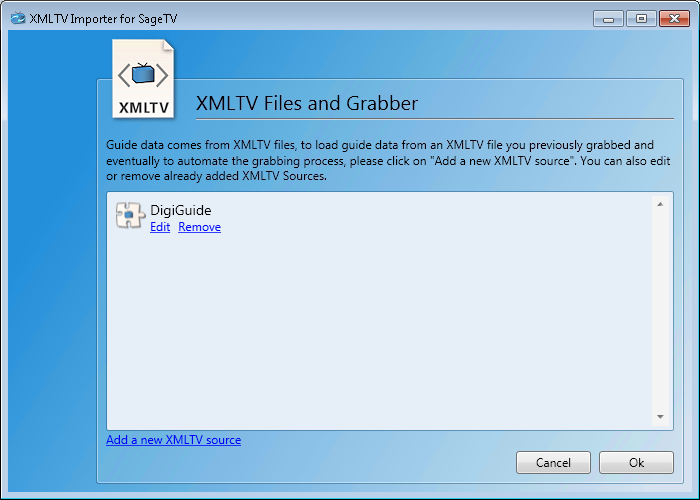 XMLTV Importer for SageTV
XMLTV
XMLTV Files and Grabber
Guide data comes from XMLTV files, to load guide data from an XMLTV file you previously grabbed and
eventually to automate the grabbing process, please click on "Add a new XMLTV source". You can also edit
or remove already added XMLTV Sources.
DigiGuide
Edit Remove
Add a new XMLTV source
Cancel Ok